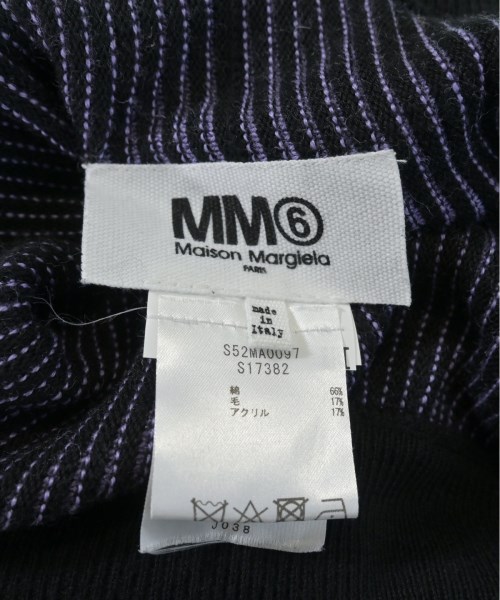 MM⑥
Maison Margiela
PARIS
made
in
Italy
S52MA0097
S17382
綿 66%
毛 17%
アクリル 17%
J038